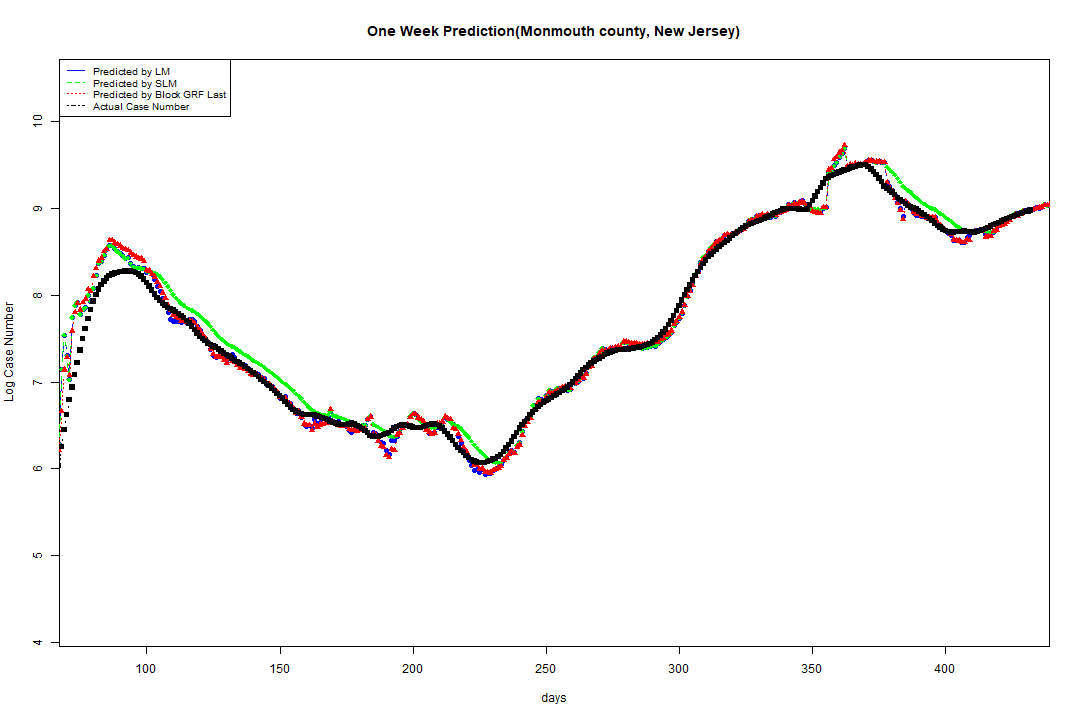 One Week Prediction(Monmouth county, New Jersey)
Predicted by LM
Predicted by SLM
Predicted by Block GRF Last
Actual Case Number
10
9
8
7
6
5
4
Log Case Number
100 150 200 250 300 350 400
days